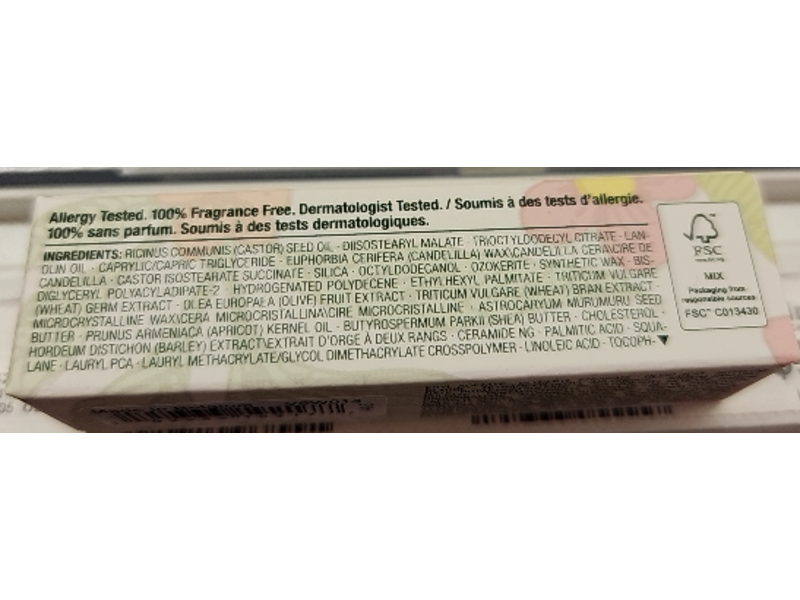 Allergy Tested. 100% Fragrance Free. Dermatologist Tested. / Soumis à des tests d'allergie.
100% sans parfum. Soumis à des tests dermatologiques.
INGREDIENTS: RICINUS COMMUNIS (CASTOR) SEED OIL · DIISOSTEARYL MALATE · TRIOCTYLDODECYL CITRATE · LAN-
OLIN OIL · CAPRYLIC/CAPRIC TRIGLYCERIDE · EUPHORBIA CERIFERA (CANDELILLA) WAX\CANDELILLA CERA\CIRE DE
CANDELILLA · CASTOR ISOSTEARATE SUCCINATE · SILICA · OCTYLDODECANOL · OZOKERITE · SYNTHETIC WAX · BIS-
DIGLYCERYL POLYACYLADIPATE-2 · HYDROGENATED POLYDECENE · ETHYLHEXYL PALMITATE · TRITICUM VULGARE
(WHEAT) GERM EXTRACT · OLEA EUROPAEA (OLIVE) FRUIT EXTRACT · TRITICUM VULGARE (WHEAT) BRAN EXTRACT ·
MICROCRYSTALLINE WAX\CERA MICROCRISTALLINA\CIRE MICROCRISTALLINE · ASTROCARYUM MURUMURU SEED
BUTTER · PRUNUS ARMENIACA (APRICOT) KERNEL OIL · BUTYROSPERMUM PARKII (SHEA) BUTTER · CHOLESTEROL ·
HORDEUM DISTICHON (BARLEY) EXTRACT\EXTRAIT D'ORGE À DEUX RANGS · CERAMIDE NG · PALMITIC ACID · SQUA-
LANE · LAURYL PCA · LAURYL METHACRYLATE/GLYCOL DIMETHACRYLATE CROSSPOLYMER · LINOLEIC ACID · TOCOPH-▼
FSC
MIX
Packaging from
responsible sources
FSC™ C013430